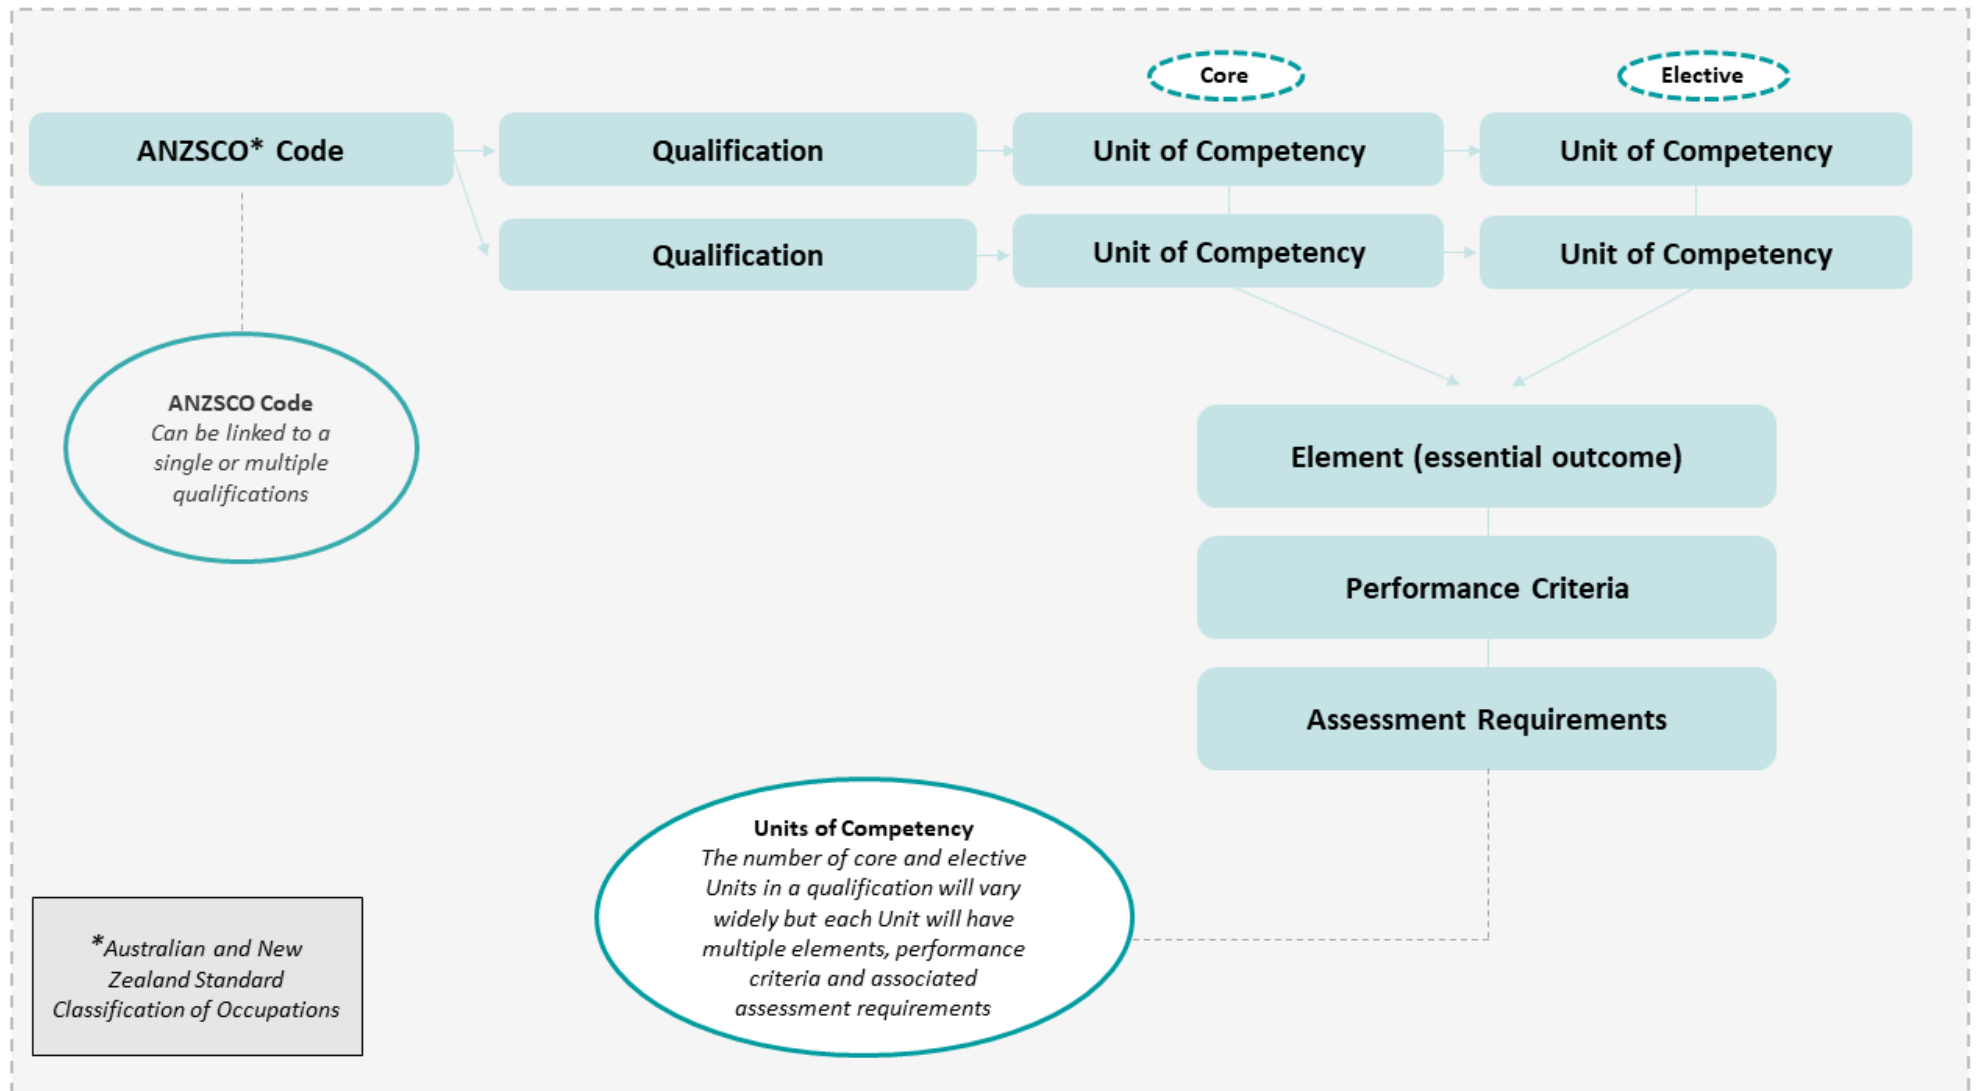 Core
Elective
ANZSCO* Code
Qualification
Unit of Competency
Unit of Competency
Qualification
Unit of Competency
Unit of Competency
ANZSCO Code
Can be linked to a
single or multiple
qualifications
Element (essential outcome)
Performance Criteria
Assessment Requirements
Units of Competency
The number of core and elective
Units in a qualification will vary
widely but each Unit will have
multiple elements, performance
criteria and associated
assessment requirements
*Australian and New
Zealand Standard
Classification of Occupations